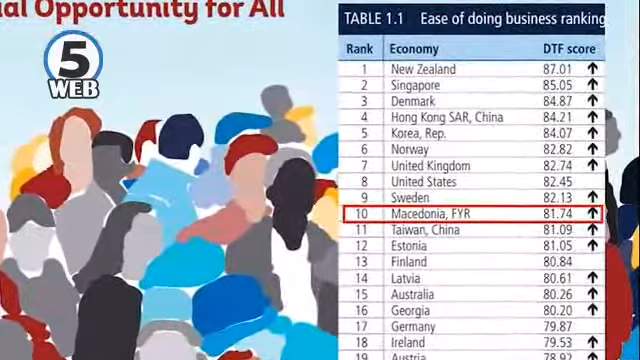 al Opportunity for All
5
WEB
TABLE 1.1 Ease of doing business ranking
Rank Economy DTF score
1 New Zealand 87.01 ↑
2 Singapore 85.05 ↑
3 Denmark 84.87 ↑
4 Hong Kong SAR, China 84.21 ↑
5 Korea, Rep. 84.07 ↑
6 Norway 82.82 ↑
7 United Kingdom 82.74 ↑
8 United States 82.45
9 Sweden 82.13 ↑
10 Macedonia, FYR 81.74 ↑
11 Taiwan, China 81.09 ↑
12 Estonia 81.05 ↑
13 Finland 80.84
14 Latvia 80.61 ↑
15 Australia 80.26 ↑
16 Georgia 80.20 ↑
17 Germany 79.87
18 Ireland 79.53 ↑
19 Austria 78.92 ↑